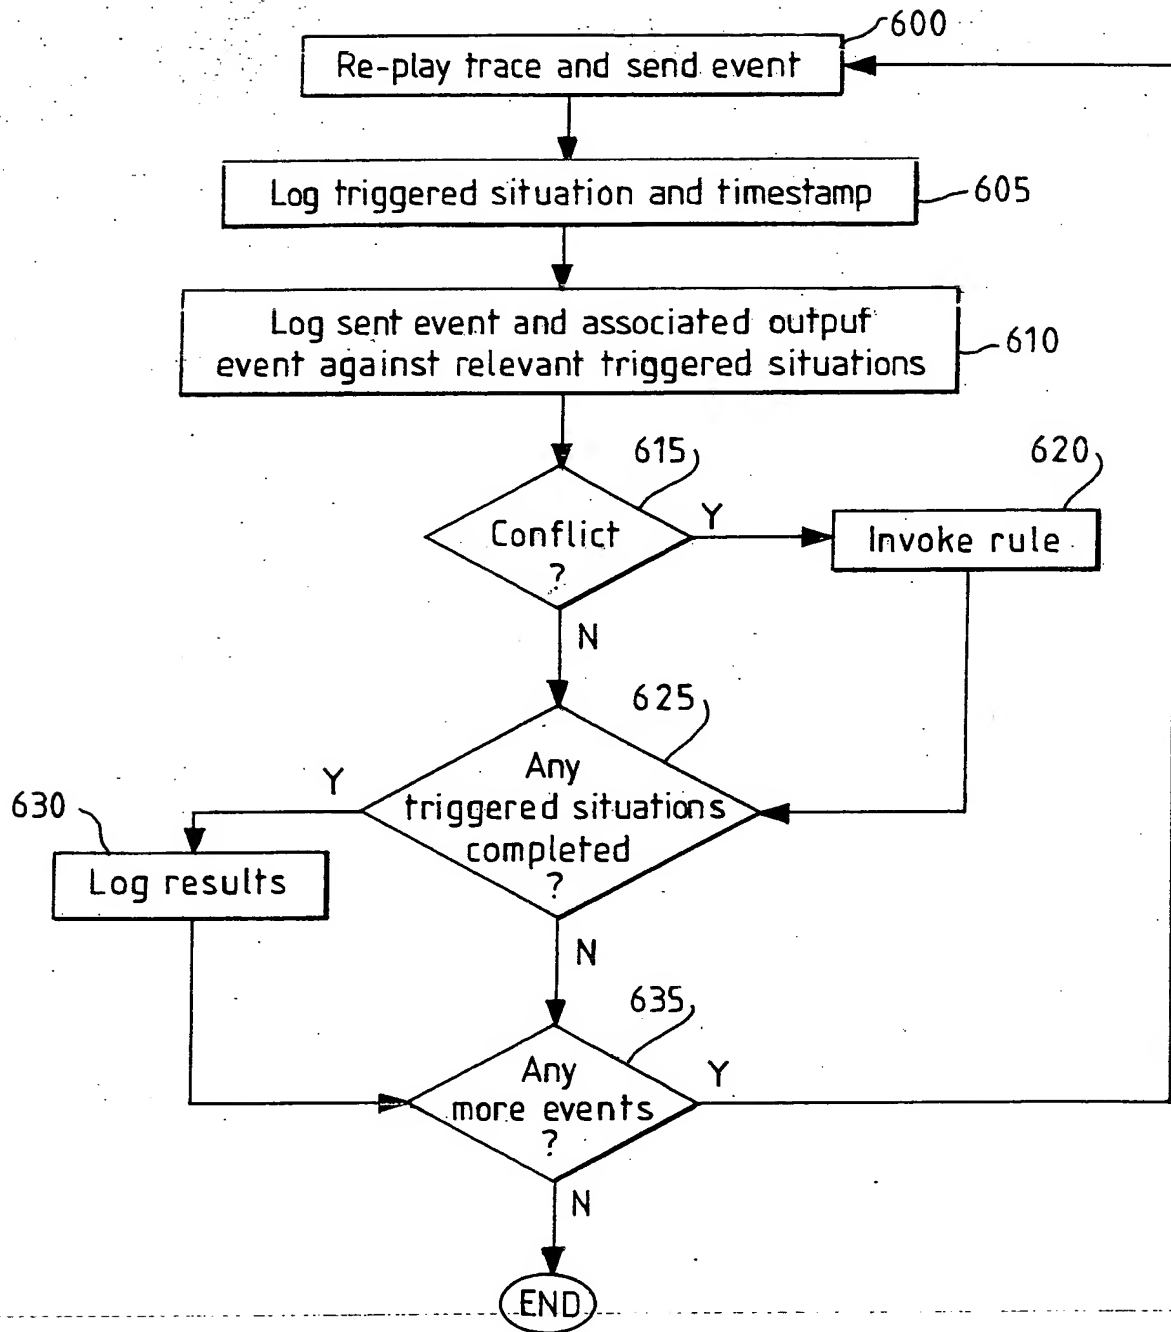 600
Re-play trace and send event
Log triggered situation and timestamp
605
Log sent event and associated output
event against relevant triggered situations
610
615
620
Conflict
?
Y
Invoke rule
N
625
Any
triggered situations
completed
?
Y
630
Log results
N
635
Any
more events
?
Y
N
END